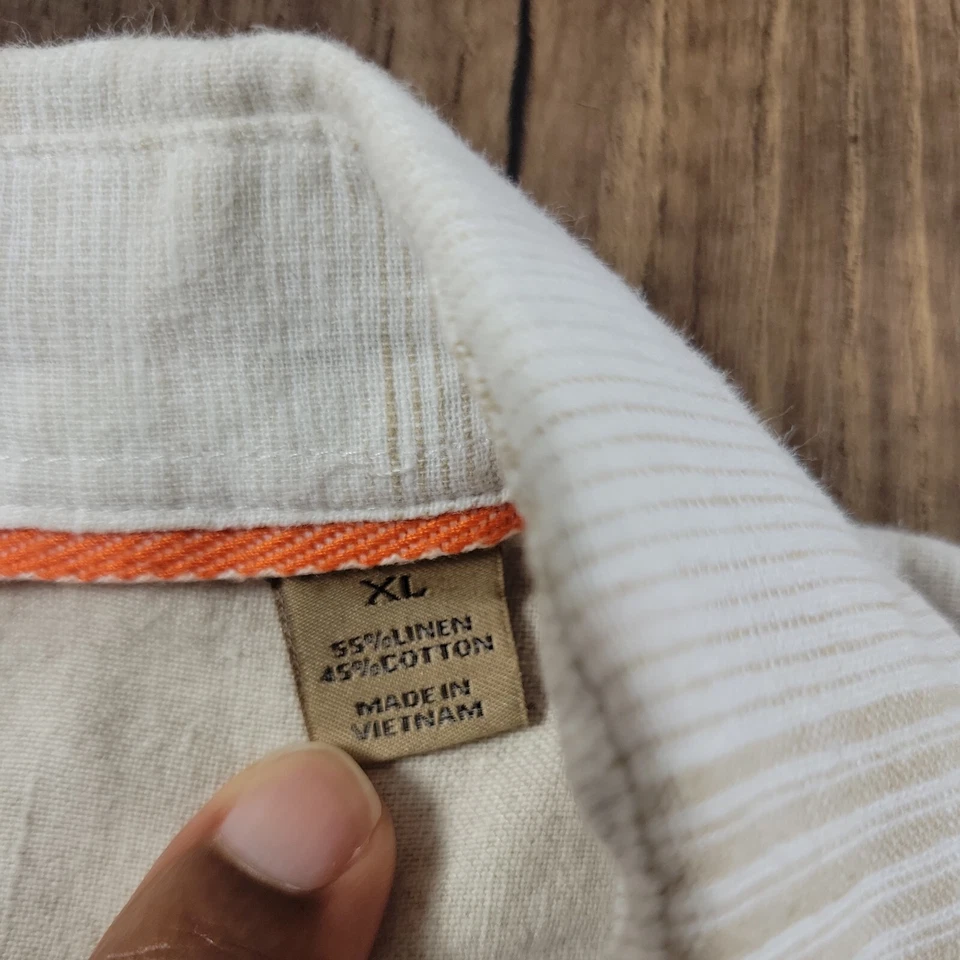 XL
55%LINEN
45%COTTON
MADE IN
VIETNAM